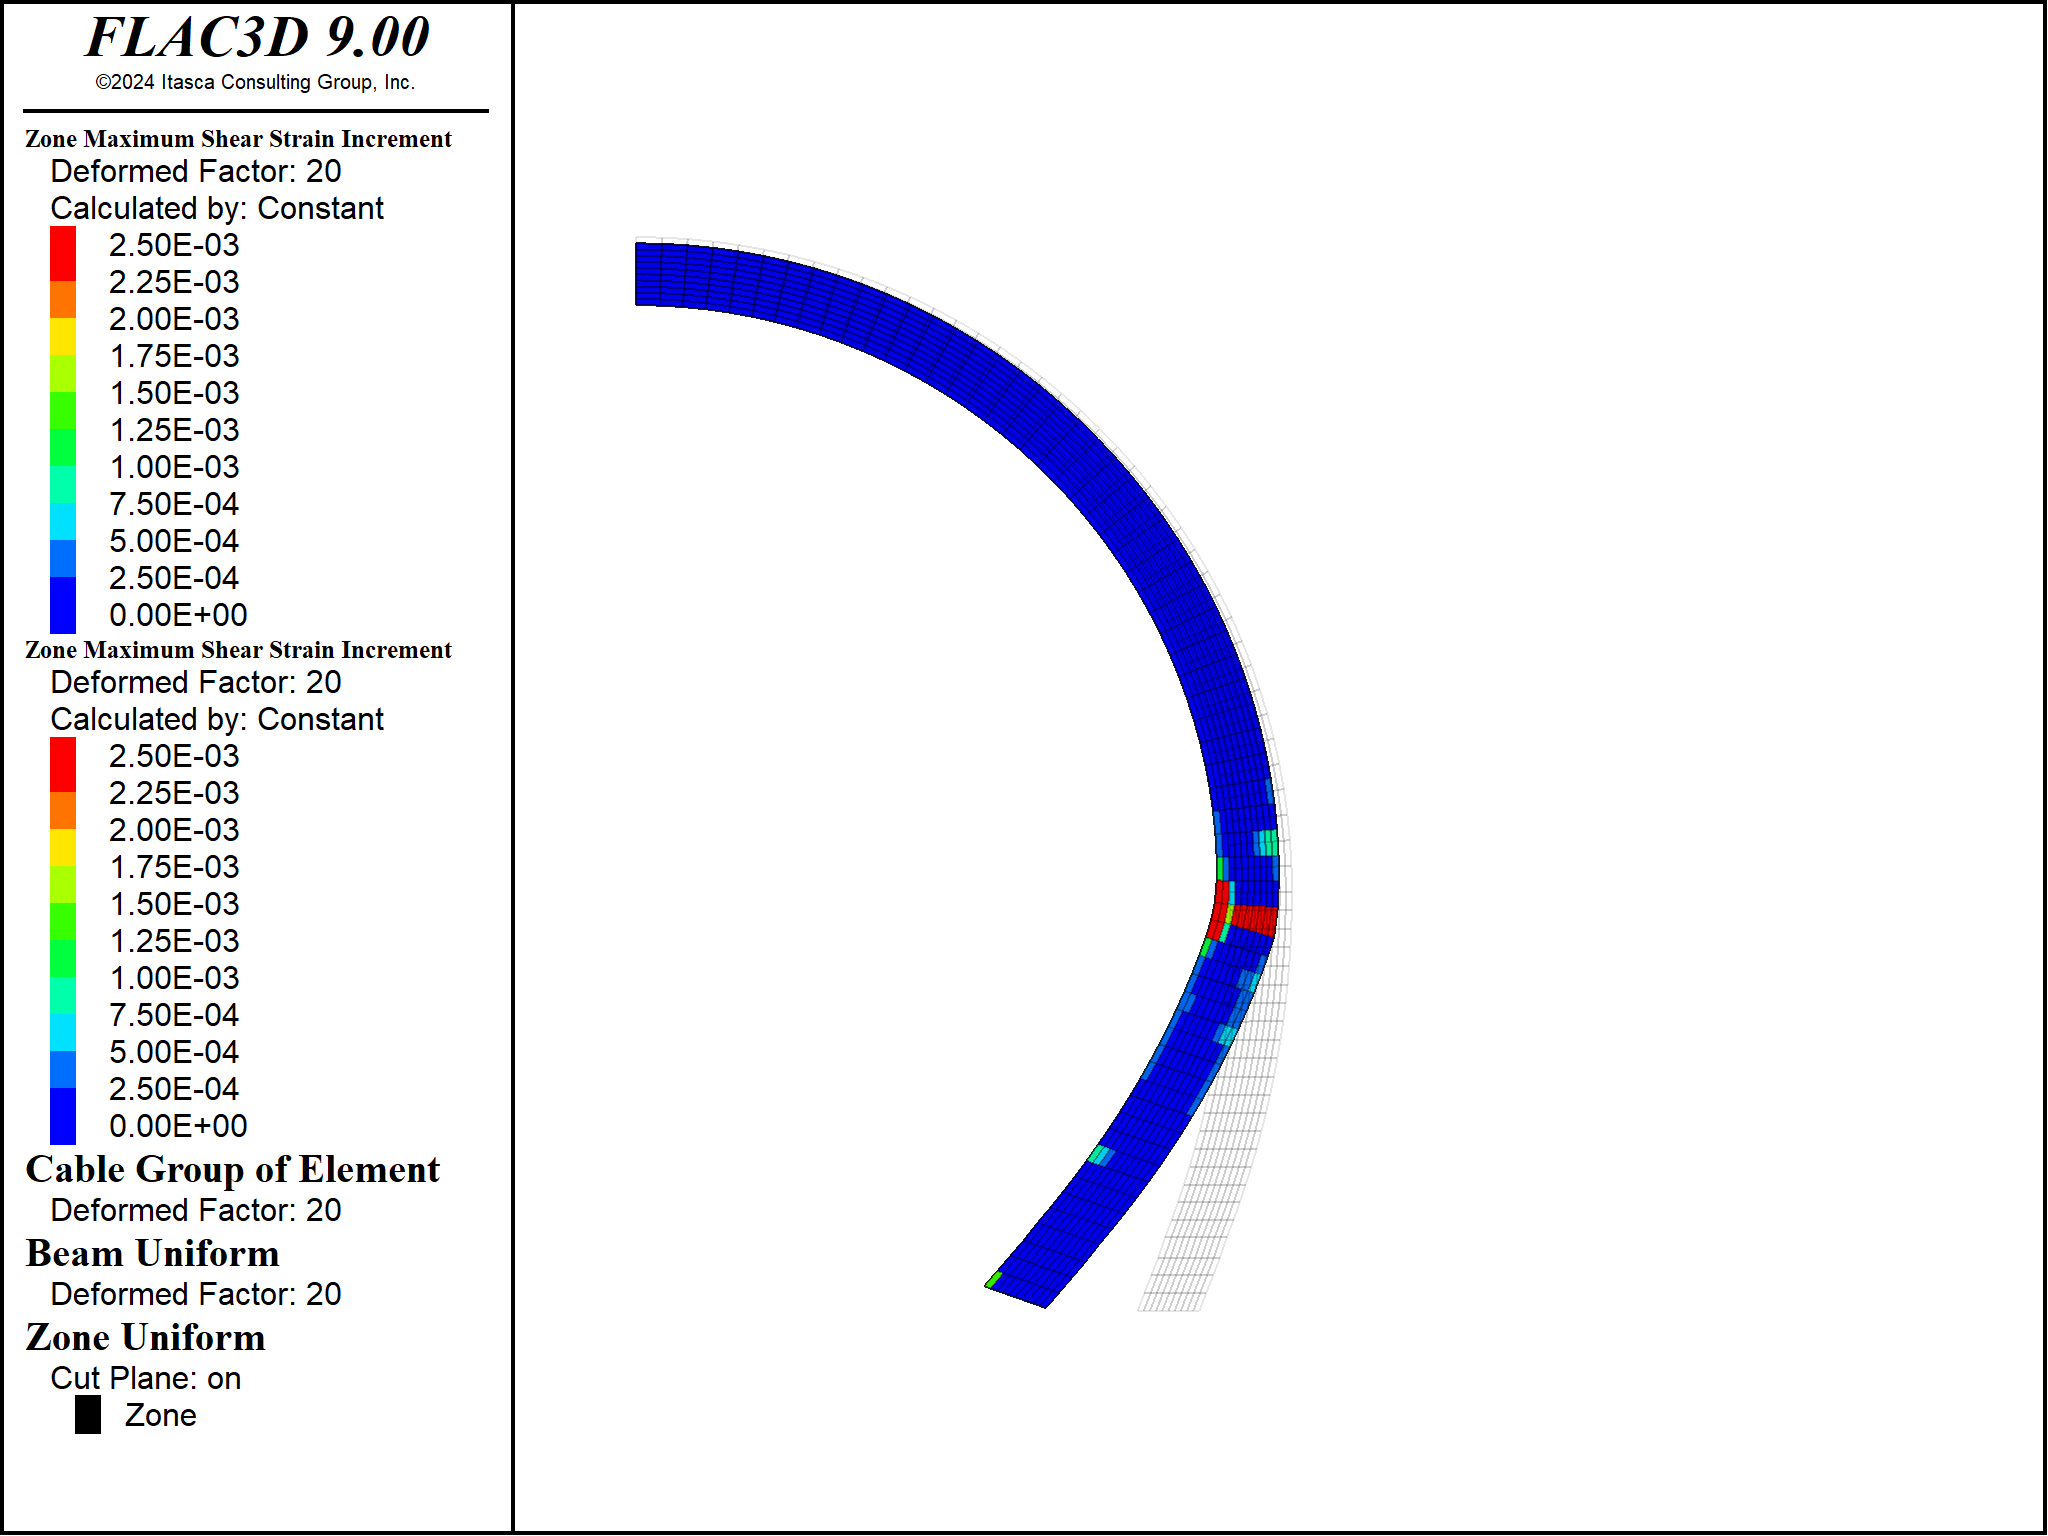 FLAC3D 9.00
©2024 Itasca Consulting Group, Inc.
Zone Maximum Shear Strain Increment
Deformed Factor: 20
Calculated by: Constant
2.50E-03
2.25E-03
2.00E-03
1.75E-03
1.50E-03
1.25E-03
1.00E-03
7.50E-04
5.00E-04
2.50E-04
0.00E+00
Zone Maximum Shear Strain Increment
Deformed Factor: 20
Calculated by: Constant
2.50E-03
2.25E-03
2.00E-03
1.75E-03
1.50E-03
1.25E-03
1.00E-03
7.50E-04
5.00E-04
2.50E-04
0.00E+00
Cable Group of Element
Deformed Factor: 20
Beam Uniform
Deformed Factor: 20
Zone Uniform
Cut Plane: on
Zone